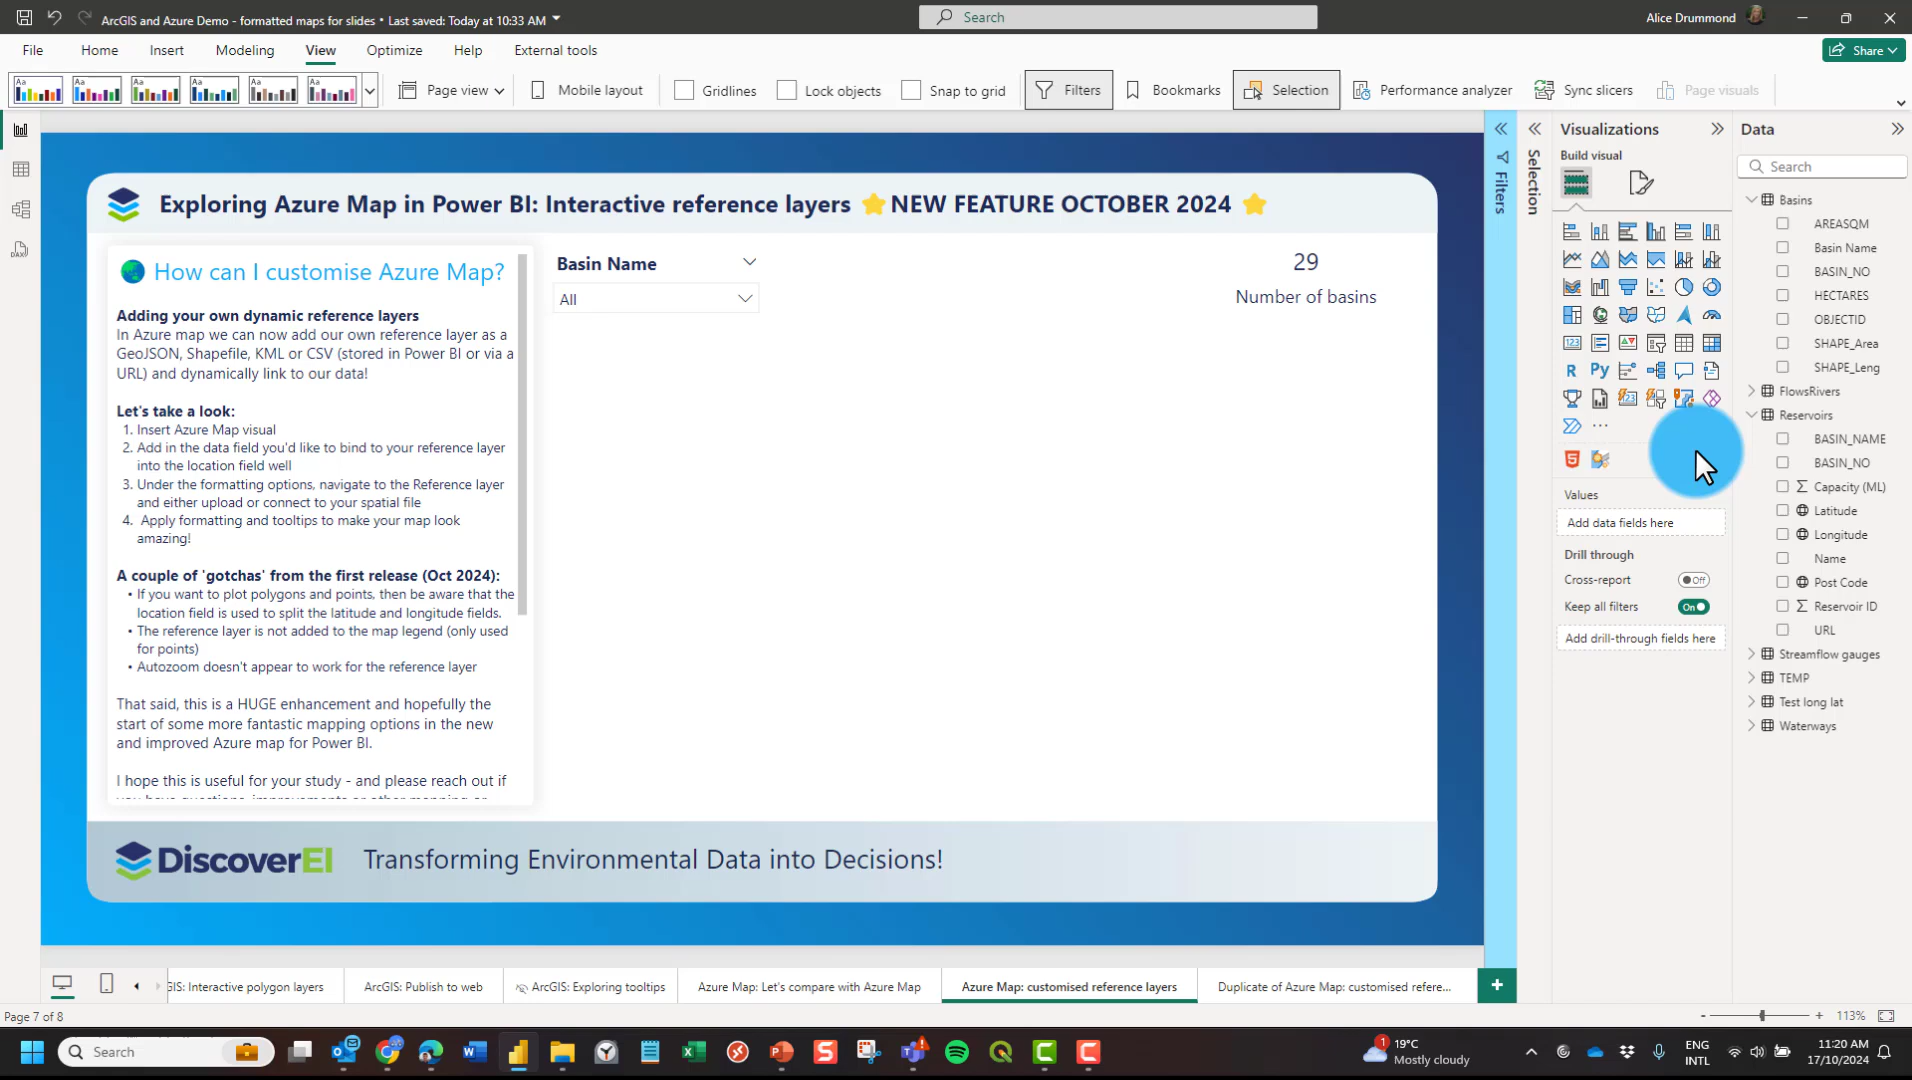 ArcGIS and Azure Demo - formatted maps for slides • Last saved: Today at 10:33 AM
Search
Alice Drummond
File
Home
Insert
Modeling
View
Optimize
Help
External tools
Share
Aa Aa Aa Aa Aa Aa
Page view
Mobile layout
Gridlines
Lock objects
Snap to grid
Filters
Bookmarks
Selection
Performance analyzer
Sync slicers
Page visuals
Exploring Azure Map in Power BI: Interactive reference layers ⭐NEW FEATURE OCTOBER 2024 ⭐
How can I customise Azure Map?
Adding your own dynamic reference layers
In Azure map we can now add our own reference layer as a
GeoJSON, Shapefile, KML or CSV (stored in Power BI or via a
URL) and dynamically link to our data!
Let's take a look:
1. Insert Azure Map visual
2. Add in the data field you'd like to bind to your reference layer
into the location field well
3. Under the formatting options, navigate to the Reference layer
and either upload or connect to your spatial file
4. Apply formatting and tooltips to make your map look
amazing!
A couple of 'gotchas' from the first release (Oct 2024):
• If you want to plot polygons and points, then be aware that the
location field is used to split the latitude and longitude fields.
• The reference layer is not added to the map legend (only used
for points)
• Autozoom doesn't appear to work for the reference layer
That said, this is a HUGE enhancement and hopefully the
start of some more fantastic mapping options in the new
and improved Azure map for Power BI.
I hope this is useful for your study - and please reach out if
Basin Name
All
29
Number of basins
DiscoverEI
Transforming Environmental Data into Decisions!
Filters
Selection
Visualizations
Build visual
R
Py
123
Values
Add data fields here
Drill through
Cross-report
Off
Keep all filters
On
Add drill-through fields here
Data
Search
Basins
AREASQM
Basin Name
BASIN_NO
HECTARES
OBJECTID
SHAPE_Area
SHAPE_Leng
FlowsRivers
Reservoirs
BASIN_NAME
BASIN_NO
Σ Capacity (ML)
Latitude
Longitude
Name
Post Code
Σ Reservoir ID
URL
Streamflow gauges
TEMP
Test long lat
Waterways
GIS: Interactive polygon layers
ArcGIS: Publish to web
ArcGIS: Exploring tooltips
Azure Map: Let's compare with Azure Map
Azure Map: customised reference layers
Duplicate of Azure Map: customised refere...
+
Page 7 of 8
- + 113%
Search
1
19°C
Mostly cloudy
ENG
INTL
11:20 AM
17/10/2024